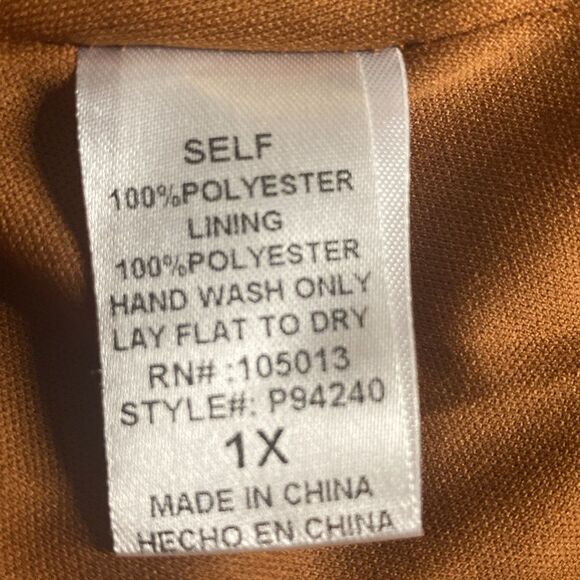 SELF
100%POLYESTER
LINING
100%POLYESTER
HAND WASH ONLY
LAY FLAT TO DRY
RN# :105013
STYLE#: P94240
1X
MADE IN CHINA
HECHO EN CHINA